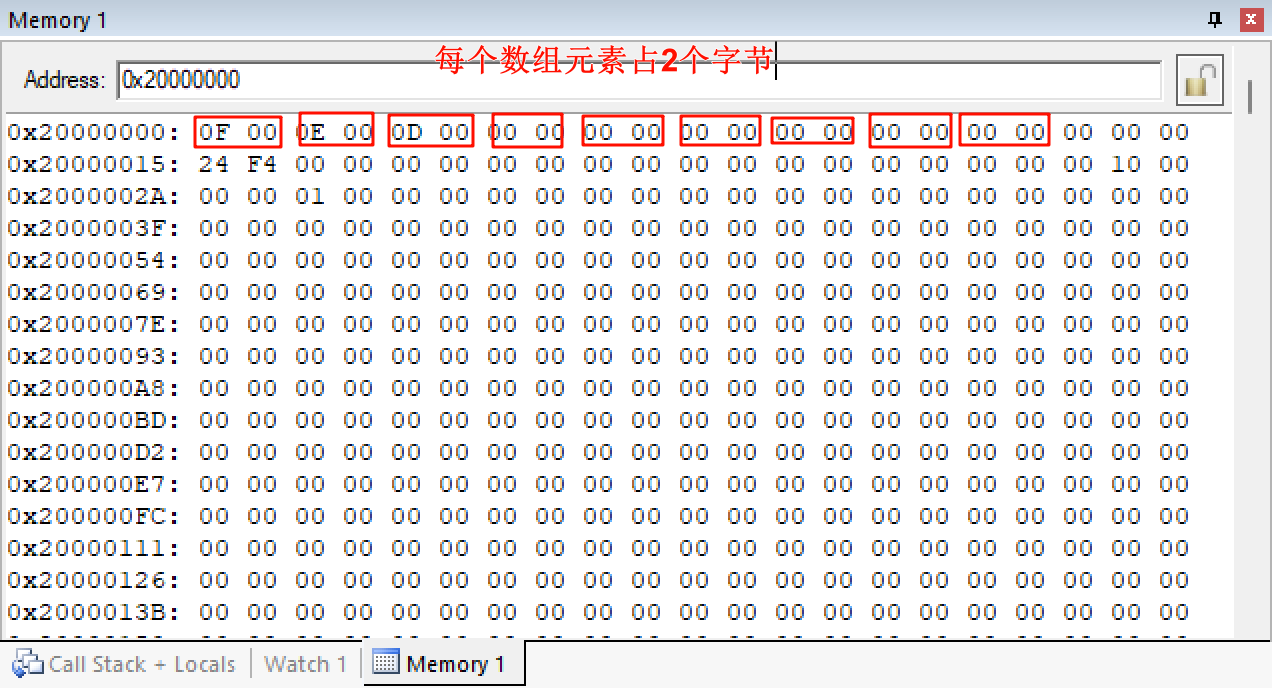 Memory 1
每个数组元素占2个字节
Address: 0x20000000
0x20000000: 0F 00 0E 00 0D 00 00 00 00 00 00 00 00 00 00 00 00 00 00 00 00
0x20000015: 24 F4 00 00 00 00 00 00 00 00 00 00 00 00 00 00 00 00 00 10 00
0x2000002A: 00 00 01 00 00 00 00 00 00 00 00 00 00 00 00 00 00 00 00 00 00
0x2000003F: 00 00 00 00 00 00 00 00 00 00 00 00 00 00 00 00 00 00 00 00 00
0x20000054: 00 00 00 00 00 00 00 00 00 00 00 00 00 00 00 00 00 00 00 00 00
0x20000069: 00 00 00 00 00 00 00 00 00 00 00 00 00 00 00 00 00 00 00 00 00
0x2000007E: 00 00 00 00 00 00 00 00 00 00 00 00 00 00 00 00 00 00 00 00 00
0x20000093: 00 00 00 00 00 00 00 00 00 00 00 00 00 00 00 00 00 00 00 00 00
0x200000A8: 00 00 00 00 00 00 00 00 00 00 00 00 00 00 00 00 00 00 00 00 00
0x200000BD: 00 00 00 00 00 00 00 00 00 00 00 00 00 00 00 00 00 00 00 00 00
0x200000D2: 00 00 00 00 00 00 00 00 00 00 00 00 00 00 00 00 00 00 00 00 00
0x200000E7: 00 00 00 00 00 00 00 00 00 00 00 00 00 00 00 00 00 00 00 00 00
0x200000FC: 00 00 00 00 00 00 00 00 00 00 00 00 00 00 00 00 00 00 00 00 00
0x20000111: 00 00 00 00 00 00 00 00 00 00 00 00 00 00 00 00 00 00 00 00 00
0x20000126: 00 00 00 00 00 00 00 00 00 00 00 00 00 00 00 00 00 00 00 00 00
0x2000013B: 00 00 00 00 00 00 00 00 00 00 00 00 00 00 00 00 00 00 00 00 00
Call Stack + Locals Watch 1 Memory 1